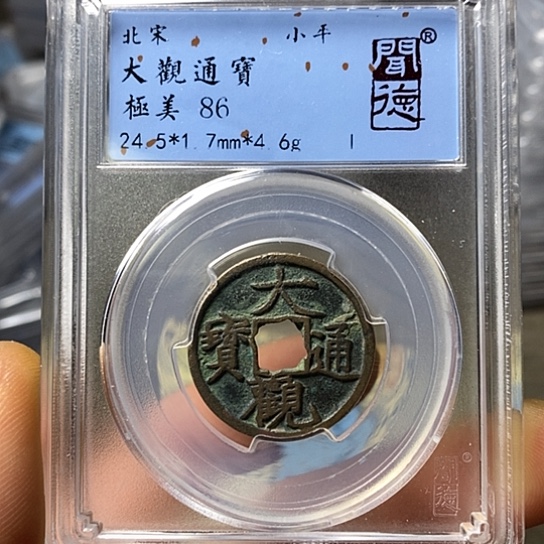 北宋 小平
大觀通寶
極美 86
24.5*1.7mm*4.6g
聞德
®
大
觀
通
寶